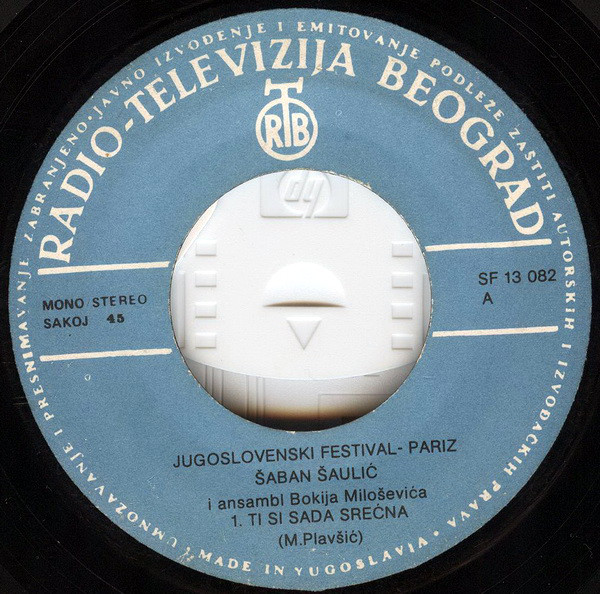 UMNOŽAVANJE I PRESNIMAVANJE ZABRANJENO·JAVNO IZVOĐENJE I EMITOVANJE PODLEŽE ZAŠTITI AUTORSKIH I IZVOĐAČKIH PRAVA
RADIO-TELEVIZIJA BEOGRAD
RTB
hp
MONO STEREO
SAKOJ 45
SF 13 082
A
JUGOSLOVENSKI FESTIVAL- PARIZ
ŠABAN ŠAULIĆ
i ansambl Bokija Miloševića
1. TI SI SADA SREĆNA
(M.Plavšić)
MADE IN YUGOSLAVIA·